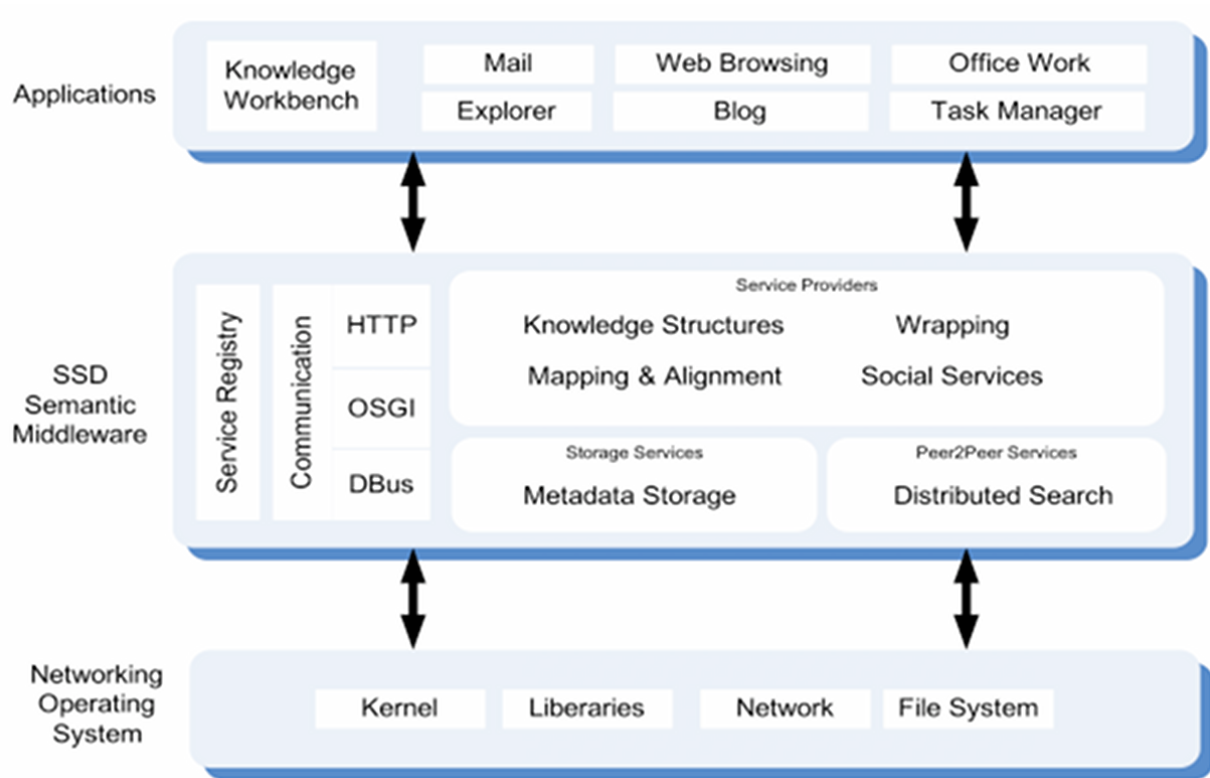 Applications
Knowledge
Workbench
Mail
Web Browsing
Office Work
Explorer
Blog
Task Manager
SSD
Semantic
Middleware
Service Registry
Communication
HTTP
OSGI
DBus
Service Providers
Knowledge Structures
Wrapping
Mapping & Alignment
Social Services
Storage Services
Metadata Storage
Peer2Peer Services
Distributed Search
Networking
Operating
System
Kernel
Liberaries
Network
File System